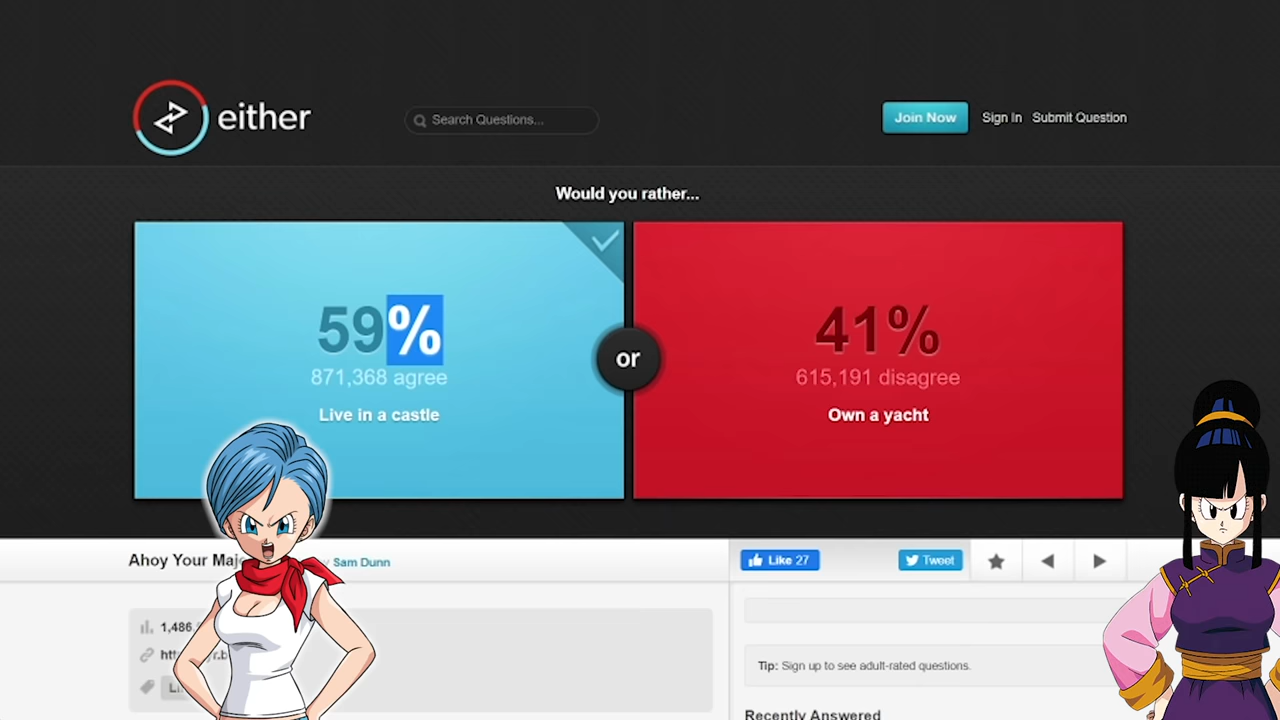 either
Search Questions...
Join Now
Sign In
Submit Question
Would you rather...
59%
871,368 agree
Live in a castle
or
41%
615,191 disagree
Own a yacht
Ahoy Your
Sam Dunn
Like 27
Tweet
1,486
Tip: Sign up to see adult-rated questions.
Recently Answered